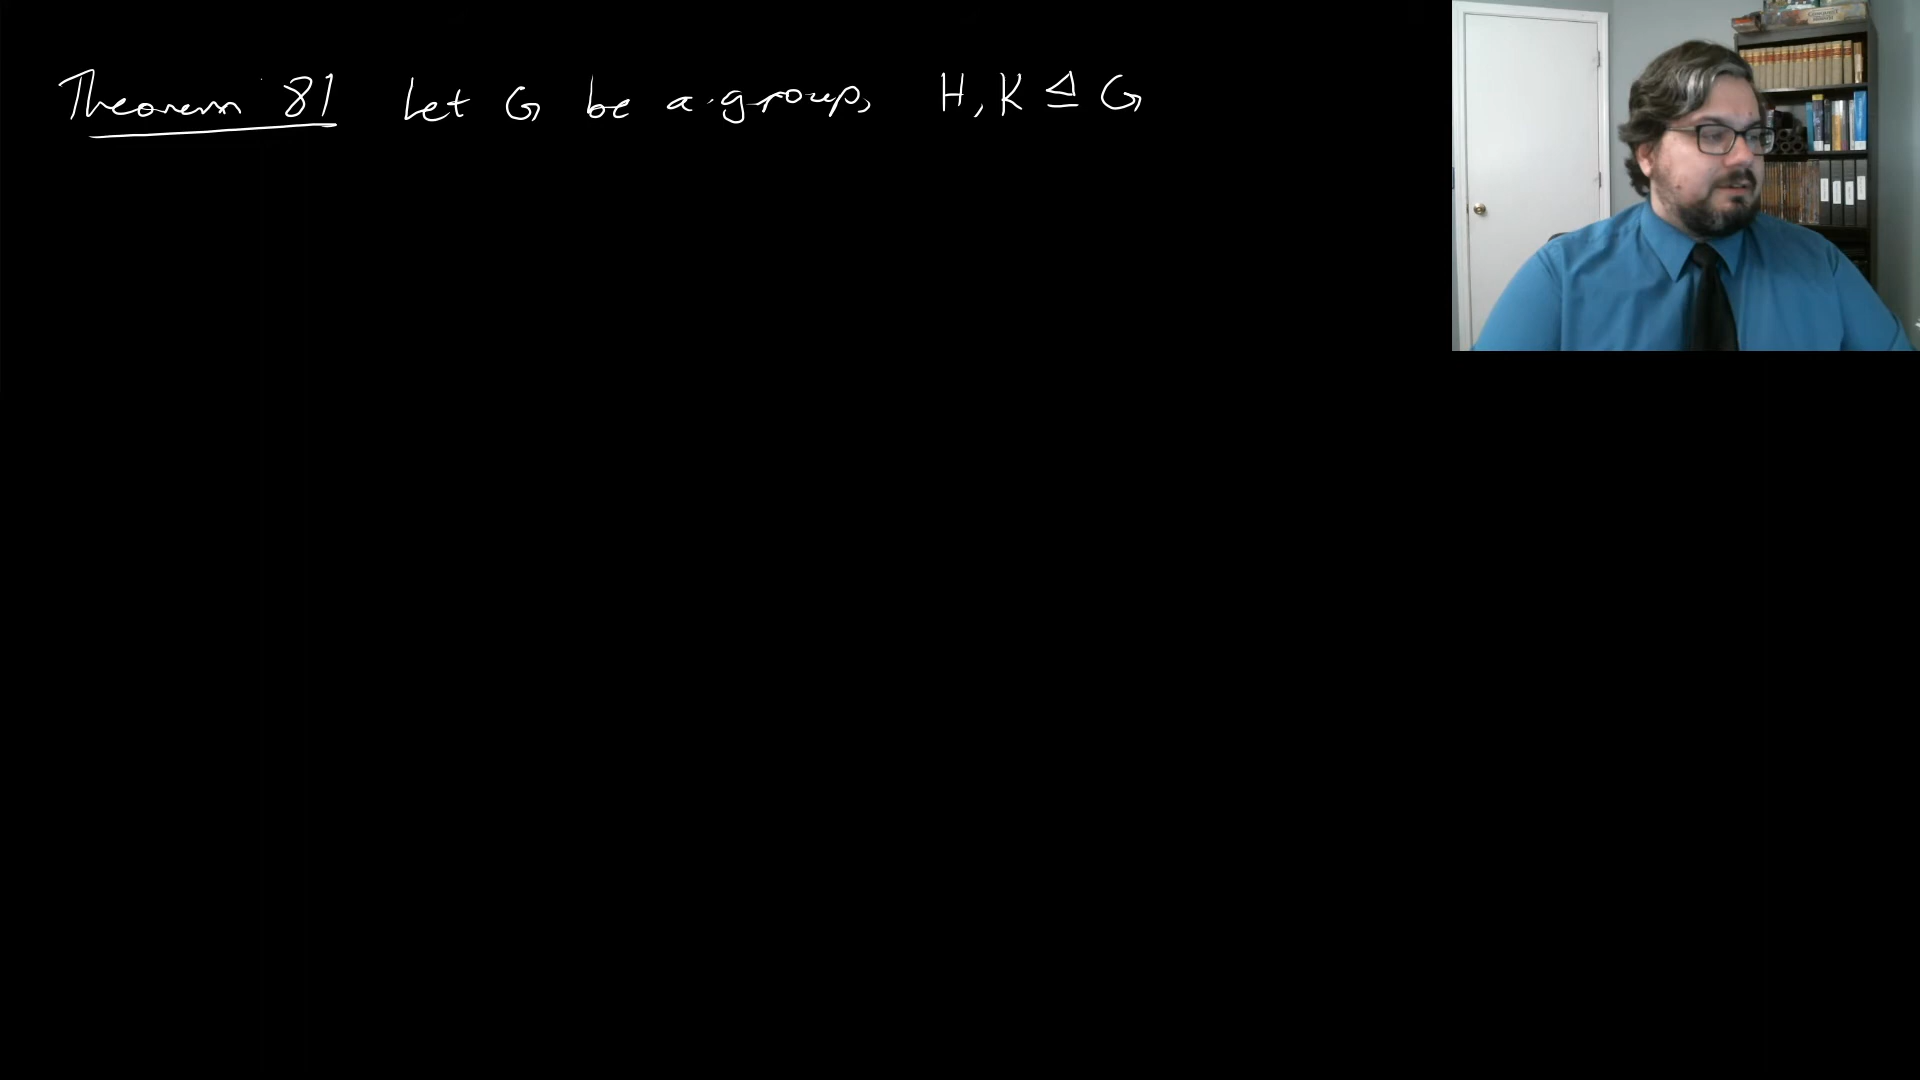 Theorem 81 Let G be a group, H, K ⊴ G